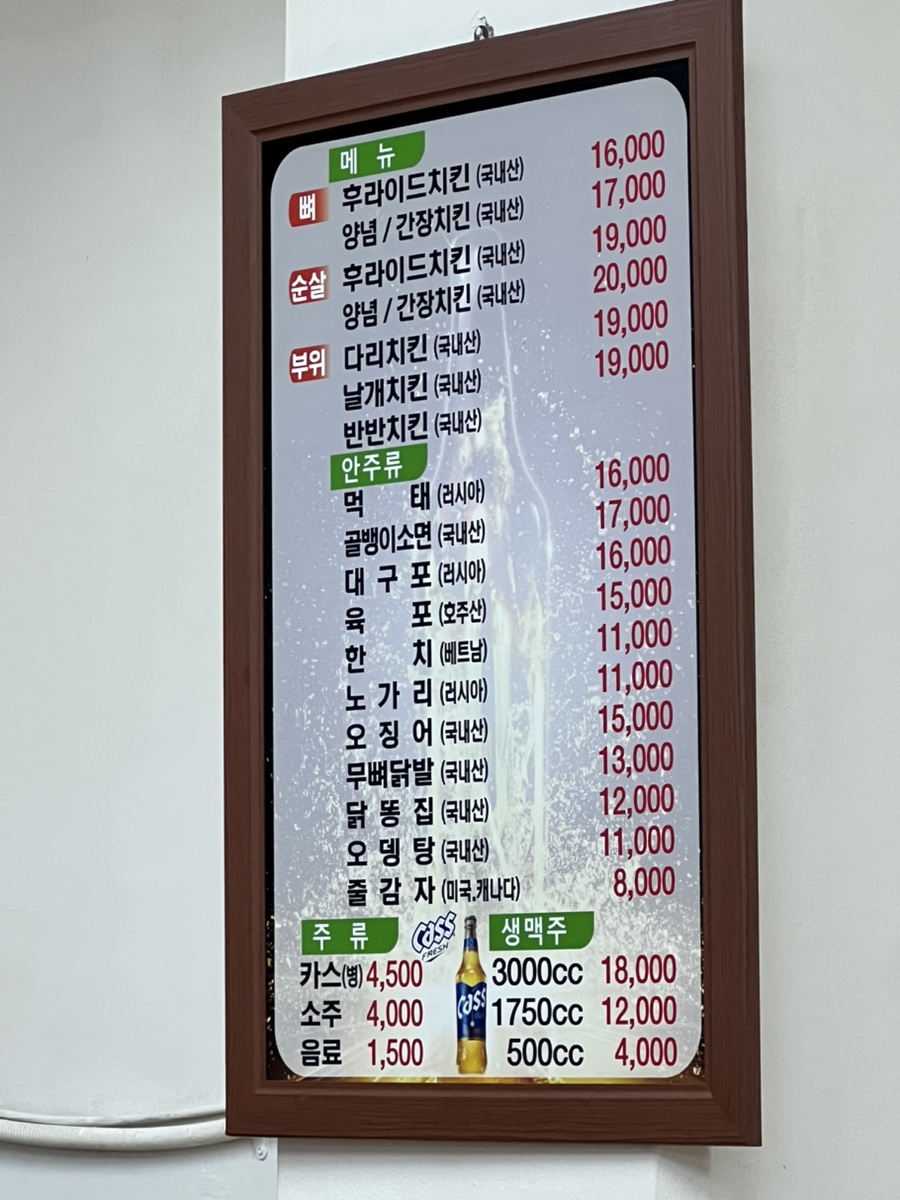 메 뉴
뼈 후라이드치킨 (국내산) 16,000
양념 / 간장치킨 (국내산) 17,000
순살 후라이드치킨 (국내산) 19,000
양념 / 간장치킨 (국내산) 20,000
부위 다리치킨 (국내산) 19,000
날개치킨 (국내산) 19,000
반반치킨 (국내산)
안주류
먹 태 (러시아) 16,000
골뱅이소면 (국내산) 17,000
대 구 포 (러시아) 16,000
육 포 (호주산) 15,000
한 치 (베트남) 11,000
노 가 리 (러시아) 11,000
오 징 어 (국내산) 15,000
무뼈닭발 (국내산) 13,000
닭 똥 집 (국내산) 12,000
오 뎅 탕 (국내산) 11,000
줄 감 자 (미국.캐나다) 8,000
주 류
카스(병) 4,500
소주 4,000
음료 1,500
Cass
FRESH
Cass
생맥주
3000cc 18,000
1750cc 12,000
500cc 4,000